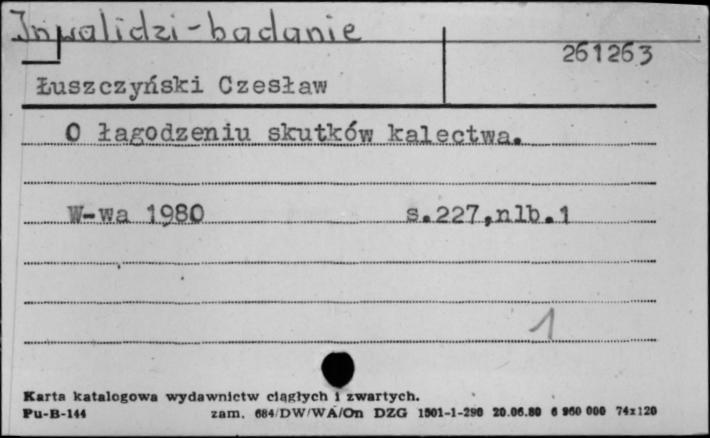 Inwalidzi-badanie
261263
Łuszczyński Czesław
O łagodzeniu skutków kalectwa.
W-wa 1980 s.227,nlb.1
1
Karta katalogowa wydawnictw ciągłych i zwartych.
Pu-B-144 zam. 684/DW/WA/On DZG 1501-1-290 20.06.80 6 960 000 74x120